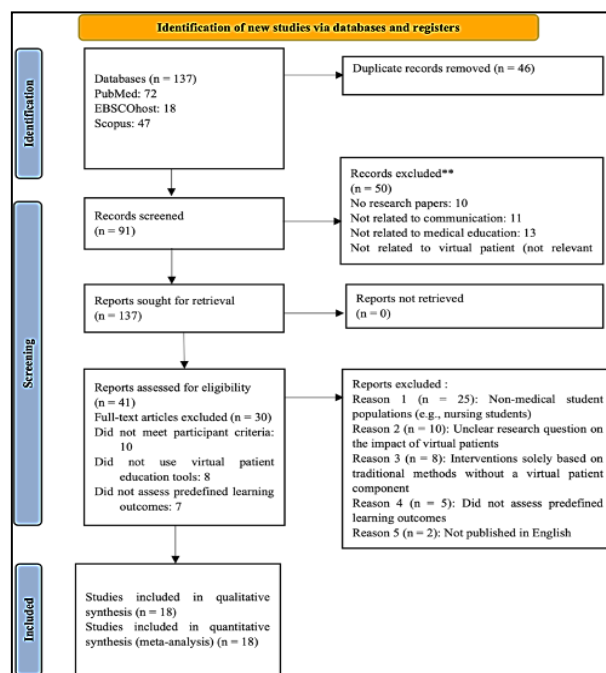 Identification of new studies via databases and registers
Identification
Databases (n = 137)
PubMed: 72
EBSCOhost: 18
Scopus: 47
Duplicate records removed (n = 46)
Screening
Records screened
(n = 91)
Records excluded**
(n = 50)
No research papers: 10
Not related to communication: 11
Not related to medical education: 13
Not related to virtual patient (not relevant
Reports sought for retrieval
(n = 137)
Reports not retrieved
(n = 0)
Reports assessed for eligibility
(n = 41)
Full-text articles excluded (n = 30)
Did not meet participant criteria:
10
Did not use virtual patient
education tools: 8
Did not assess predefined learning
outcomes: 7
Reports excluded :
Reason 1 (n = 25): Non-medical student
populations (e.g., nursing students)
Reason 2 (n = 10): Unclear research question on
the impact of virtual patients
Reason 3 (n = 8): Interventions solely based on
traditional methods without a virtual patient
component
Reason 4 (n = 5): Did not assess predefined
learning outcomes
Reason 5 (n = 2): Not published in English
Included
Studies included in qualitative
synthesis (n = 18)
Studies included in quantitative
synthesis (meta-analysis) (n = 18)